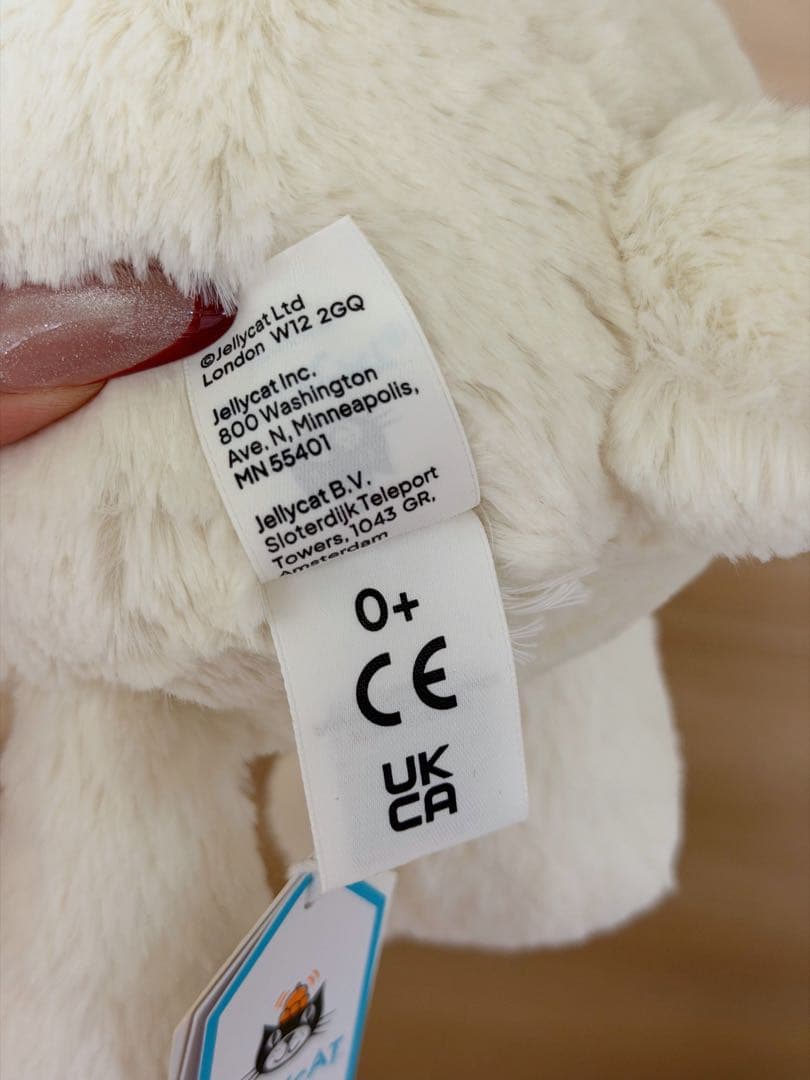 ©Jellycat Ltd
London W12 2GQ
Jellycat Inc.
800 Washington
Ave. N, Minneapolis,
MN 55401
Jellycat B.V.
Sloterdijk Teleport
Towers, 1043 GR,
Amsterdam
0+
CE
UK
CA